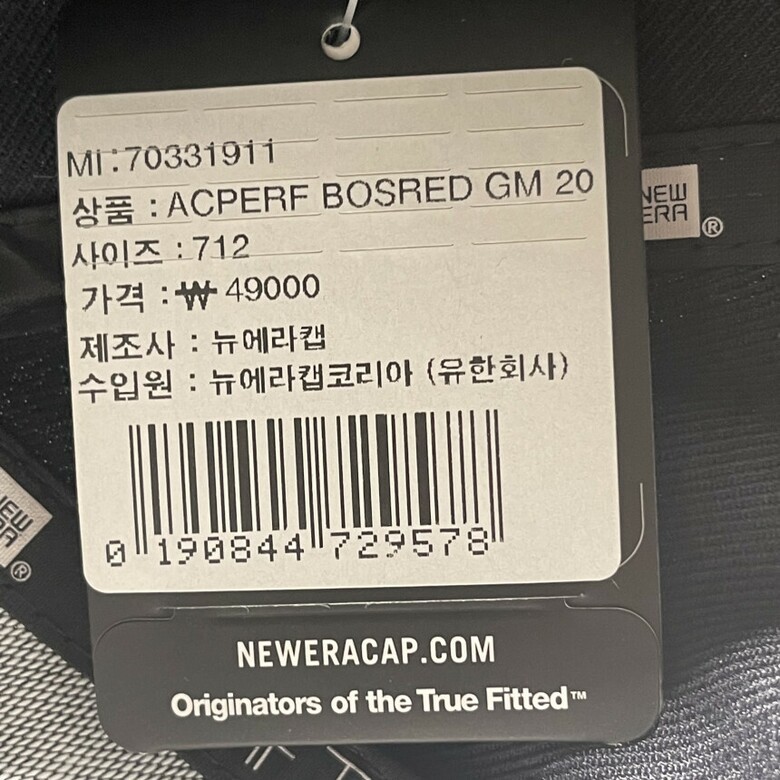 MI:70331911
상품 : ACPERF BOSRED GM 20
사이즈 : 712
가격 : ₩ 49000
제조사 : 뉴에라캡
수입원 : 뉴에라캡코리아 (유한회사)
0 190844 729578
NEWERACAP.COM
Originators of the True Fitted™
NEW
ERA ®
NEW
ERA ®